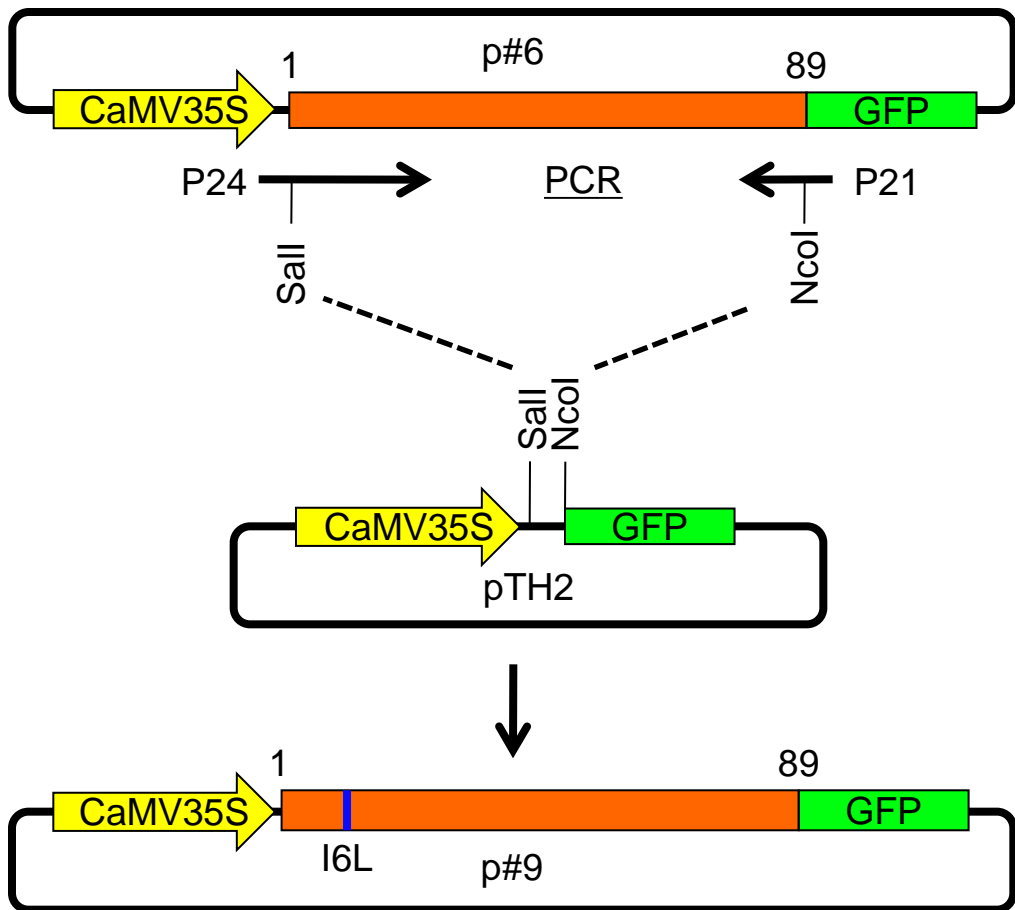 p#6
1
89
CaMV35S
GFP
P24
PCR
P21
SalI
NcoI
SalI
NcoI
CaMV35S
GFP
pTH2
1
89
CaMV35S
GFP
I6L
p#9